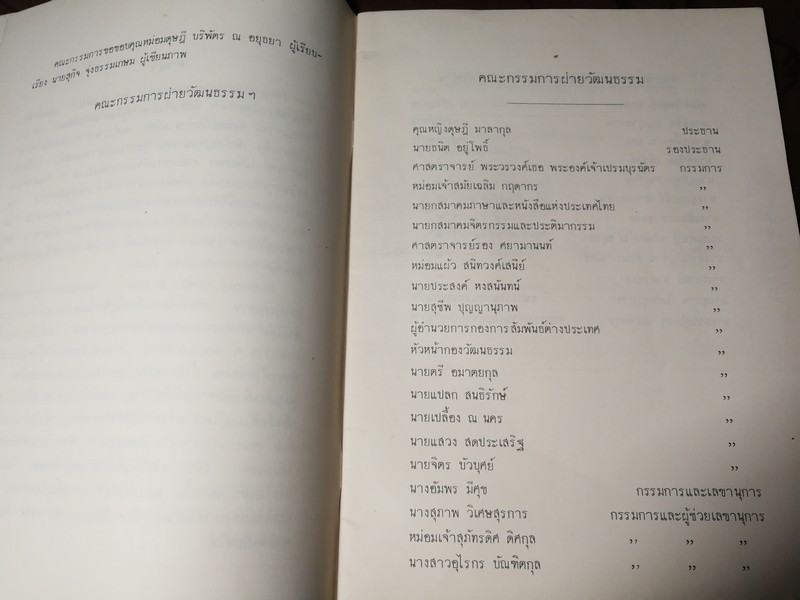 คณะกรรมการขอขอบคุณหม่อมดุษฎี บริพัตร ณ อยุธยา ผู้เรียบ-
เรียง นายสุกิจ จุ่งธรรมเกษม ผู้เขียนภาพ
คณะกรรมการฝ่ายวัฒนธรรม ฯ
คณะกรรมการฝ่ายวัฒนธรรม
คุณหญิงดุษฎี มาลากุล ประธาน
นายธนิต อยู่โพธิ์ รองประธาน
ศาสตราจารย์ พระวรวงค์เธอ พระองค์เจ้าเปรมบุรฉัตร กรรมการ
หม่อมเจ้าสมัยเฉลิม กฤดากร ,,
นายกสมาคมภาษาและหนังสือแห่งประเทศไทย ,,
นายกสมาคมจิตรกรรมและประติมากรรม ,,
ศาสตราจารย์รอง ศยามานนท์ ,,
หม่อมแผ้ว สนิทวงค์เสนีย์ ,,
นายประสงค์ หงสนันทน์ ,,
นายสุชีพ ปุญญานุภาพ ,,
ผู้อำนวยการกองการสัมพันธ์ต่างประเทศ ,,
หัวหน้ากองวัฒนธรรม ,,
นายตรี อมาตยกุล ,,
นายแปลก สนธิรักษ์ ,,
นายเปลื้อง ณ นคร ,,
นายแสวง สดประเสริฐ ,,
นายจิตร บัวบุศย์ ,,
นางอัมพร มีศุข กรรมการและเลขานุการ
นางสุภาพ วิเศษสุรการ กรรมการและผู้ช่วยเลขานุการ
หม่อมเจ้าสุภัทรดิศ ดิศกุล ,, ,, ,,
นางสาวอุไรกร บัณฑิตกุล ,, ,, ,,